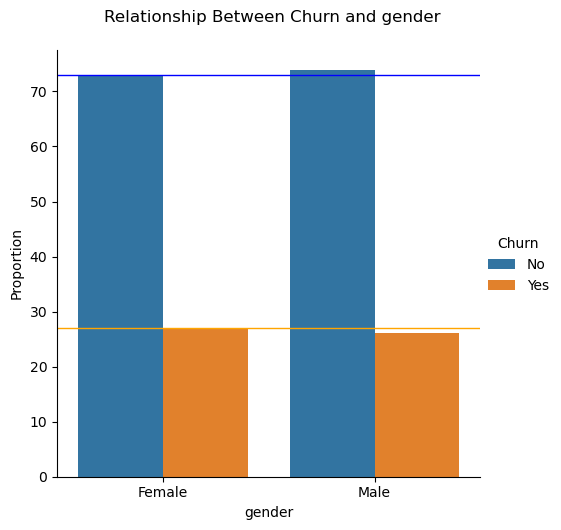 Relationship Between Churn and gender
Proportion
70
60
50
40
30
20
10
0
Female
Male
gender
Churn
No
Yes